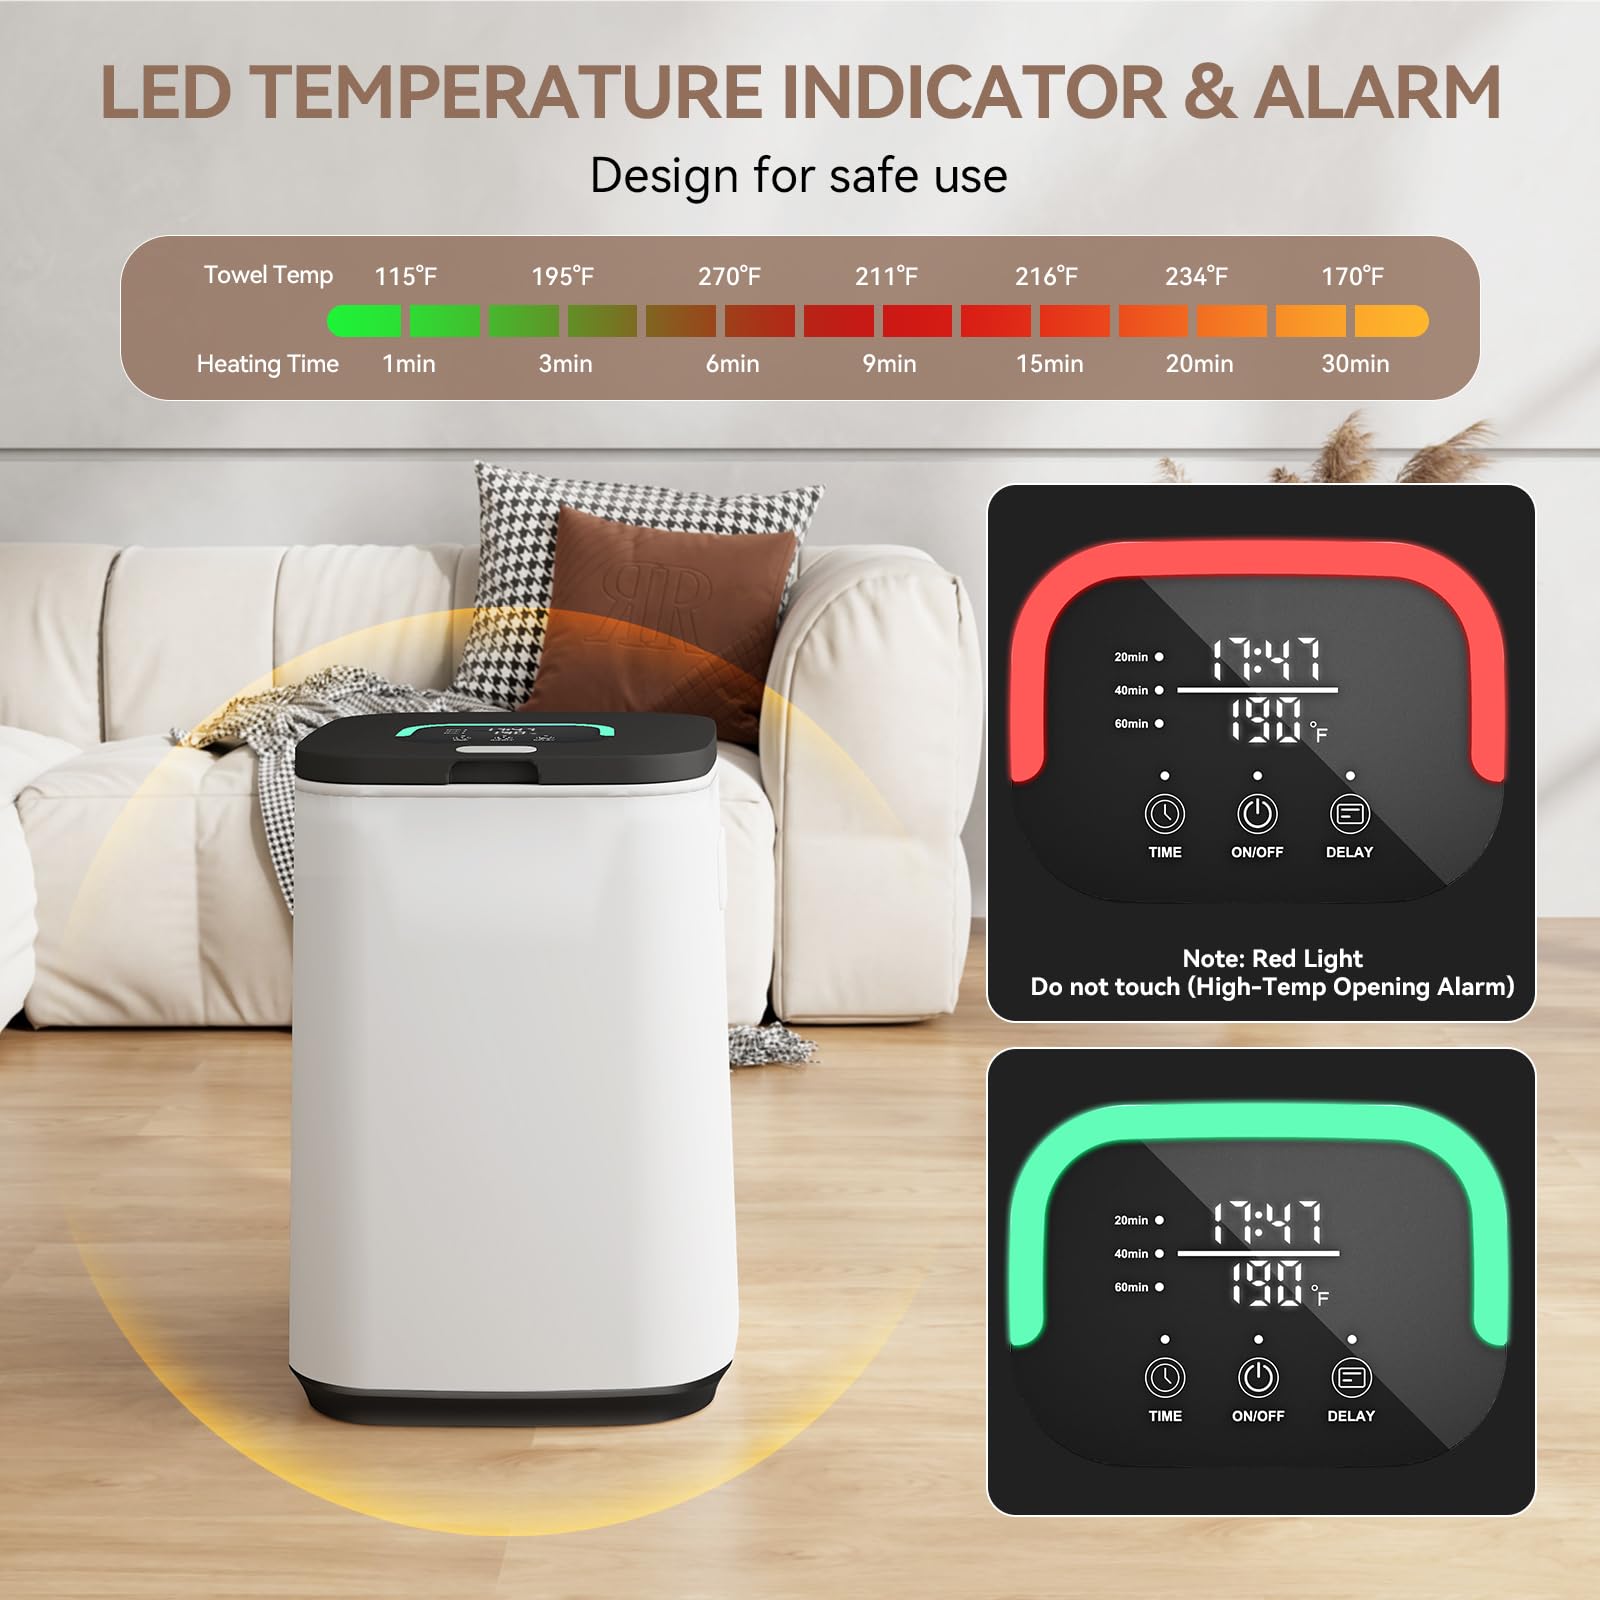 LED TEMPERATURE INDICATOR & ALARM
Design for safe use
Towel Temp 115°F 195°F 270°F 211°F 216°F 234°F 170°F
Heating Time 1min 3min 6min 9min 15min 20min 30min
20min
40min
60min
17:47
190 °F
TIME ON/OFF DELAY
Note: Red Light
Do not touch (High-Temp Opening Alarm)
20min
40min
60min
17:47
190 °F
TIME ON/OFF DELAY